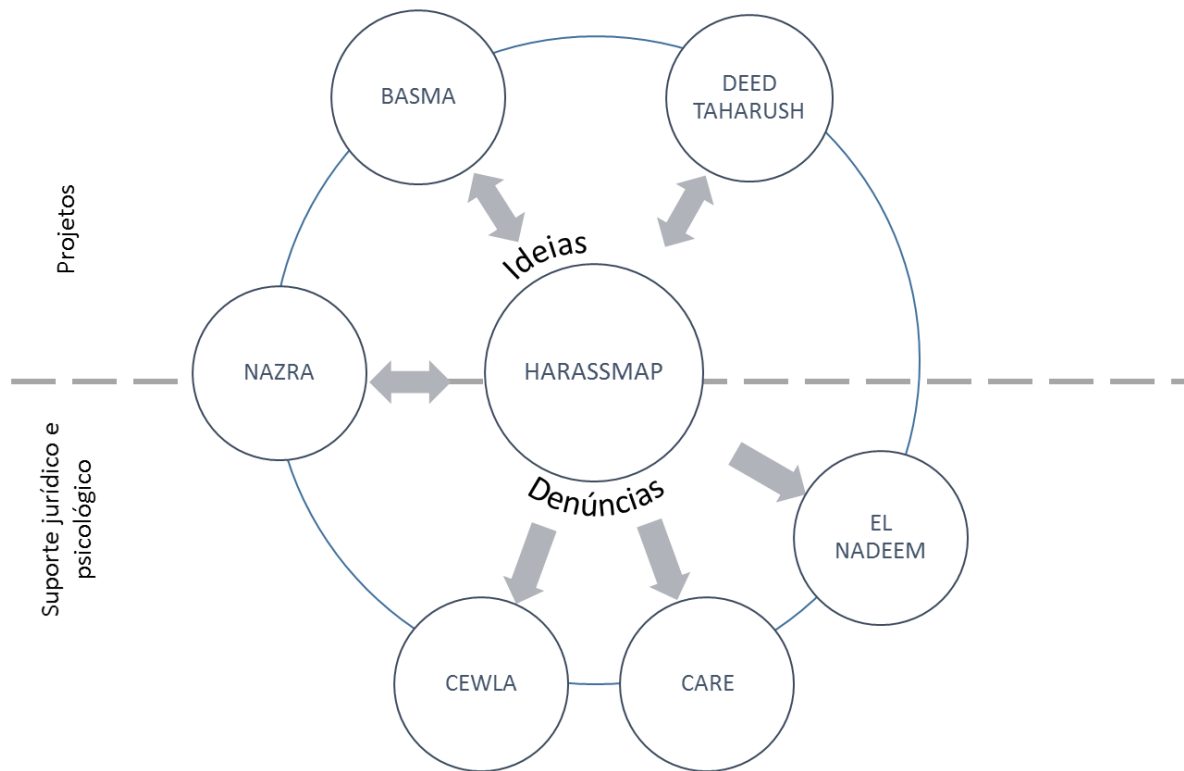 BASMA
DEED
TAHARUSH
Projetos
Ideias
NAZRA
HARASSMAP
Suporte jurídico e
psicológico
Denúncias
EL
NADEEM
CEWLA
CARE